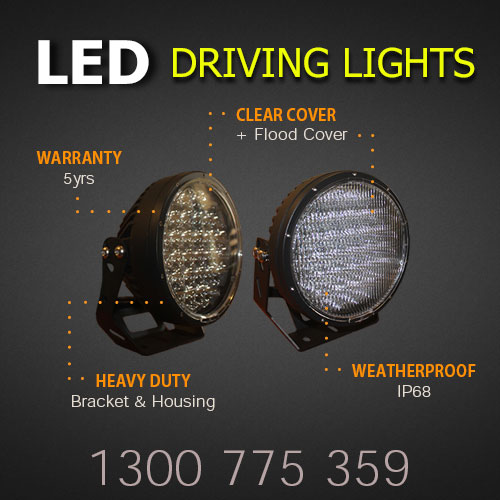 LED DRIVING LIGHTS
CLEAR COVER
+ Flood Cover
WARRANTY
5yrs
HEAVY DUTY
Bracket & Housing
WEATHERPROOF
IP68
1300 775 359